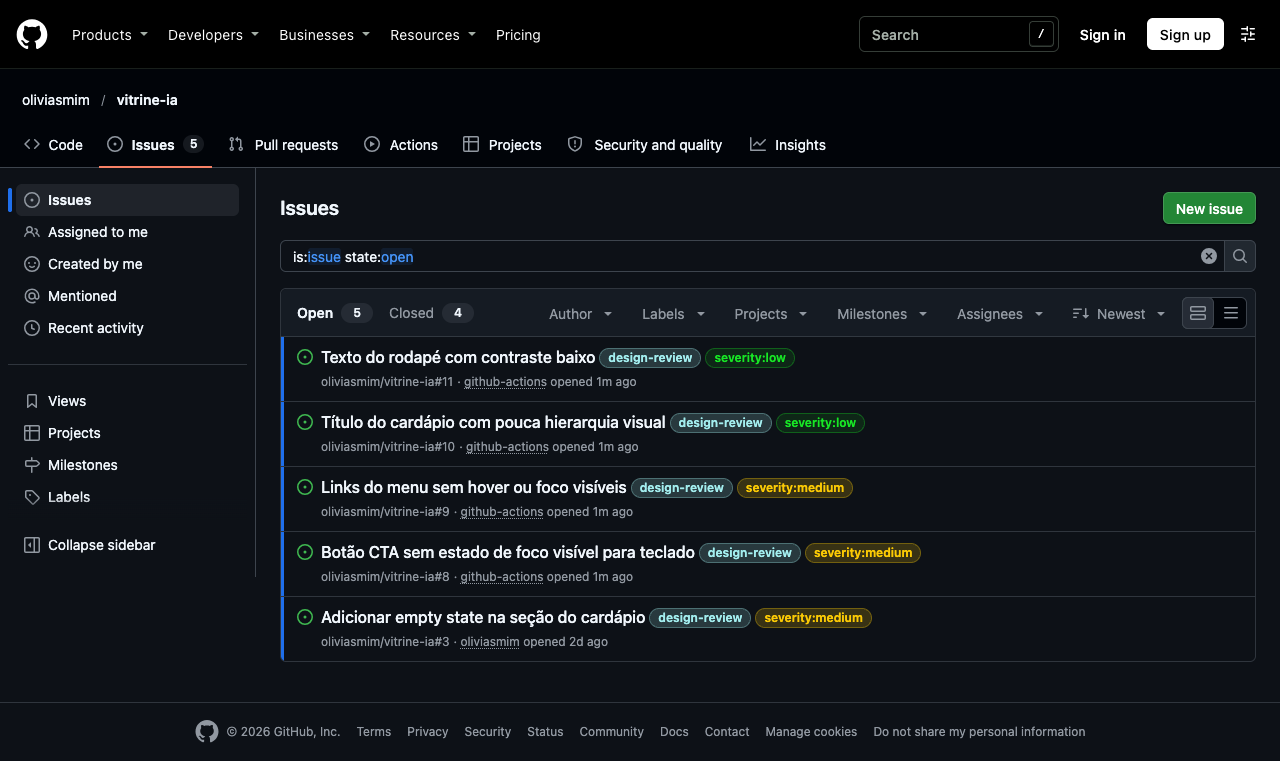 Products Developers Businesses Resources Pricing Search / Sign in Sign up
oliviasmim / vitrine-ia
Code Issues 5 Pull requests Actions Projects Security and quality Insights
Issues
Assigned to me
Created by me
Mentioned
Recent activity
Views
Projects
Milestones
Labels
Collapse sidebar
Issues New issue
is:issue state:open
Open 5 Closed 4 Author Labels Projects Milestones Assignees Newest
Texto do rodapé com contraste baixo design-review severity:low
oliviasmim/vitrine-ia#11 · github-actions opened 1m ago
Título do cardápio com pouca hierarquia visual design-review severity:low
oliviasmim/vitrine-ia#10 · github-actions opened 1m ago
Links do menu sem hover ou foco visíveis design-review severity:medium
oliviasmim/vitrine-ia#9 · github-actions opened 1m ago
Botão CTA sem estado de foco visível para teclado design-review severity:medium
oliviasmim/vitrine-ia#8 · github-actions opened 1m ago
Adicionar empty state na seção do cardápio design-review severity:medium
oliviasmim/vitrine-ia#3 · oliviasmim opened 2d ago
© 2026 GitHub, Inc. Terms Privacy Security Status Community Docs Contact Manage cookies Do not share my personal information